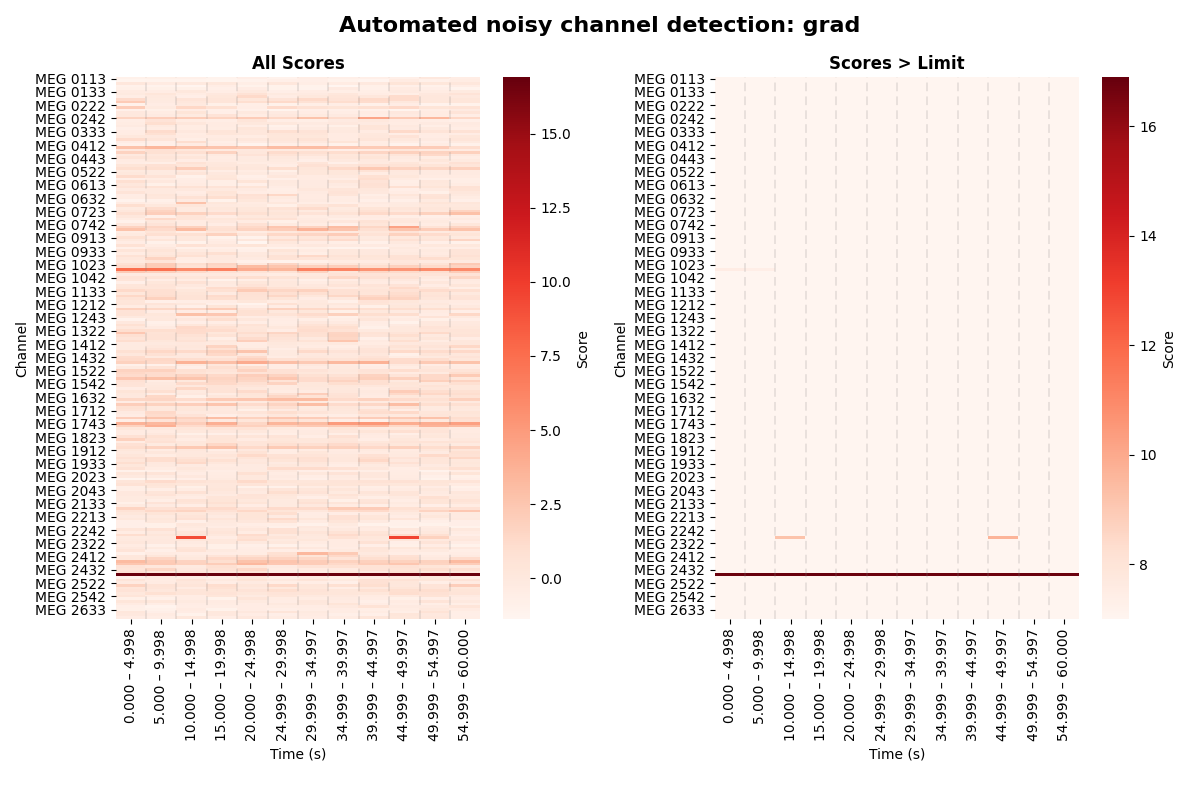 Automated noisy channel detection: grad
All Scores
Channel
MEG 0113
MEG 0133
MEG 0222
MEG 0242
MEG 0333
MEG 0412
MEG 0443
MEG 0522
MEG 0613
MEG 0632
MEG 0723
MEG 0742
MEG 0913
MEG 0933
MEG 1023
MEG 1042
MEG 1133
MEG 1212
MEG 1243
MEG 1322
MEG 1412
MEG 1432
MEG 1522
MEG 1542
MEG 1632
MEG 1712
MEG 1743
MEG 1823
MEG 1912
MEG 1933
MEG 2023
MEG 2043
MEG 2133
MEG 2213
MEG 2242
MEG 2322
MEG 2412
MEG 2432
MEG 2522
MEG 2542
MEG 2633
0.000 – 4.998
5.000 – 9.998
10.000 – 14.998
15.000 – 19.998
20.000 – 24.998
24.999 – 29.998
29.999 – 34.997
34.999 – 39.997
39.999 – 44.997
44.999 – 49.997
49.999 – 54.997
54.999 – 60.000
Time (s)
15.0
12.5
10.0
7.5
5.0
2.5
0.0
Score
Scores > Limit
Channel
MEG 0113
MEG 0133
MEG 0222
MEG 0242
MEG 0333
MEG 0412
MEG 0443
MEG 0522
MEG 0613
MEG 0632
MEG 0723
MEG 0742
MEG 0913
MEG 0933
MEG 1023
MEG 1042
MEG 1133
MEG 1212
MEG 1243
MEG 1322
MEG 1412
MEG 1432
MEG 1522
MEG 1542
MEG 1632
MEG 1712
MEG 1743
MEG 1823
MEG 1912
MEG 1933
MEG 2023
MEG 2043
MEG 2133
MEG 2213
MEG 2242
MEG 2322
MEG 2412
MEG 2432
MEG 2522
MEG 2542
MEG 2633
0.000 – 4.998
5.000 – 9.998
10.000 – 14.998
15.000 – 19.998
20.000 – 24.998
24.999 – 29.998
29.999 – 34.997
34.999 – 39.997
39.999 – 44.997
44.999 – 49.997
49.999 – 54.997
54.999 – 60.000
Time (s)
16
14
12
10
8
Score